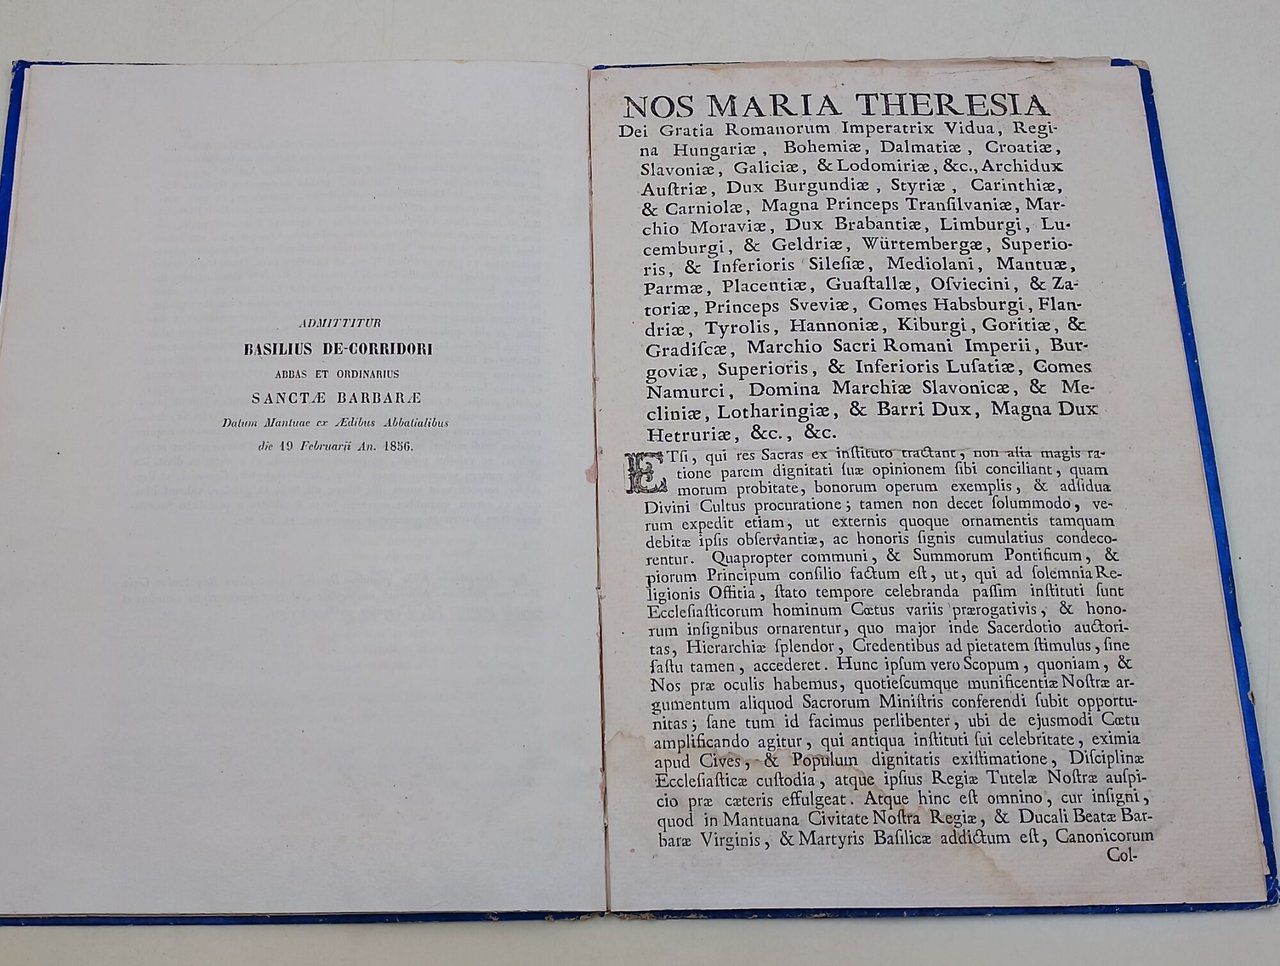 ADMITTITUR
BASILIUS DE-CORRIDORI
ABBAS ET ORDINARIUS
SANCTÆ BARBARÆ
Datum Mantuae ex Ædibus Abbatialibus
die 19 Februarii An. 1856.
NOS MARIA THERESIA
Dei Gratia Romanorum Imperatrix Vidua, Regi-
na Hungariæ, Bohemiæ, Dalmatiæ, Croatiæ,
Slavoniæ, Galiciæ, & Lodomiriæ, &c., Archidux
Auſtriæ, Dux Burgundiæ, Styriæ, Carinthiæ,
& Carniolæ, Magna Princeps Tranſilvaniæ, Mar-
chio Moraviæ, Dux Brabantiæ, Limburgi, Lu-
cemburgi, & Geldriæ, Würtembergæ, Superio-
ris, & Inferioris Sileſiæ, Mediolani, Mantuæ,
Parmæ, Placentiæ, Guaſtallæ, Oſviecini, & Za-
toriæ, Princeps Sveviæ, Comes Habsburgi, Flan-
driæ, Tyrolis, Hannoniæ, Kiburgi, Goritiæ, &
Gradiſcæ, Marchio Sacri Romani Imperii, Bur-
goviæ, Superioris, & Inferioris Luſatiæ, Comes
Namurci, Domina Marchiæ Slavonicæ, & Me-
cliniæ, Lotharingiæ, & Barri Dux, Magna Dux
Hetruriæ, &c., &c.
ETſi, qui res Sacras ex inſtituto tractant, non alia magis ra-
tione parem dignitati ſuæ opinionem ſibi conciliant, quam
morum probitate, bonorum operum exemplis, & adſidua
Divini Cultus procuratione; tamen non decet ſolummodo, ve-
rum expedit etiam, ut externis quoque ornamentis tamquam
debitæ ipſis obſervantiæ, ac honoris ſignis cumulatius condeco-
rentur. Quapropter communi, & Summorum Pontificum, &
piorum Principum conſilio factum eſt, ut, qui ad ſolemnia Re-
ligionis Offitia, ſtato tempore celebranda paſſim inſtituti ſunt
Eccleſiaſticorum hominum Cœtus variis prærogativis, & hono-
rum inſignibus ornarentur, quo major inde Sacerdotio auctori-
tas, Hierarchiæ ſplendor, Credentibus ad pietatem ſtimulus, ſine
faſtu tamen, accederet. Hunc ipſum vero Scopum, quoniam, &
Nos præ oculis habemus, quotieſcumque munificentiæ Noſtræ ar-
gumentum aliquod Sacrorum Miniſtris conferendi ſubit opportu-
nitas; ſane tum id facimus perlibenter, ubi de ejusmodi Cœtu
amplificando agitur, qui antiqua inſtituti ſui celebritate, eximia
apud Cives, & Populum dignitatis exiſtimatione, Diſciplinæ
Eccleſiaſticæ cuſtodia, atque ipſius Regiæ Tutelæ Noſtræ auſpi-
cio præ cæteris effulgeat. Atque hinc eſt omnino, cur inſigni,
quod in Mantuana Civitate Noſtra Regiæ, & Ducali Beatæ Bar-
baræ Virginis, & Martyris Baſilicæ addictum eſt, Canonicorum
Col-